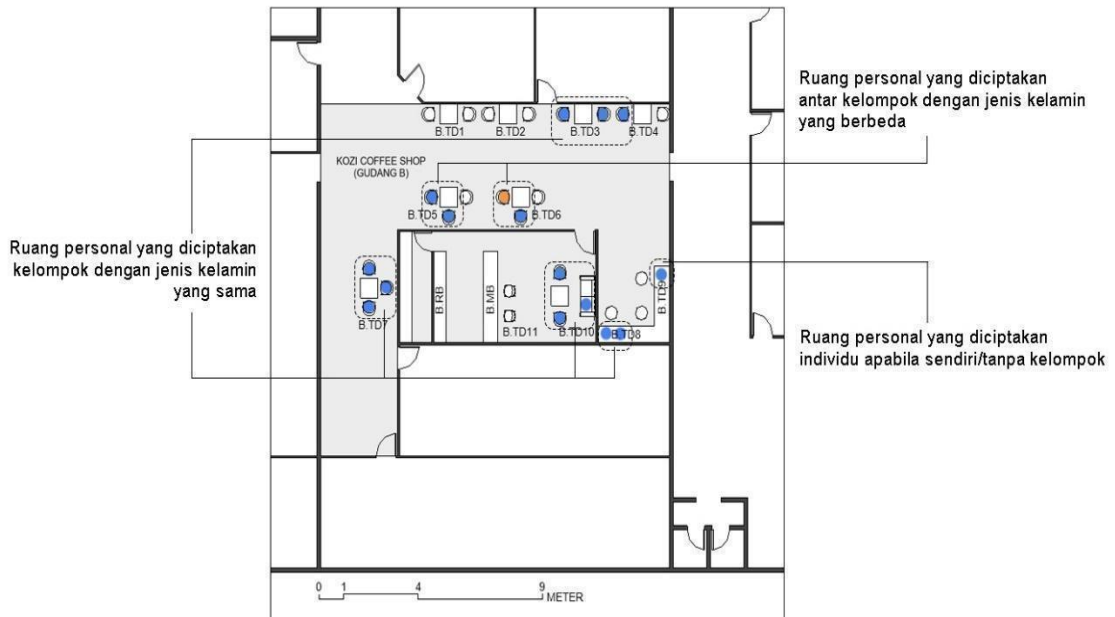 Ruang personal yang diciptakan
antar kelompok dengan jenis kelamin
yang berbeda
B.TD1
B.TD2
B.TD3
B.TD4
KOZI COFFEE SHOP
(GUDANG B)
B.TD5
B.TD6
Ruang personal yang diciptakan
kelompok dengan jenis kelamin
yang sama
B.TD7
B.RB
B.MB
B.TD11
B.TD10
B.TD8
B.TD9
Ruang personal yang diciptakan
individu apabila sendiri/tanpa kelompok
0 1 4 9
METER